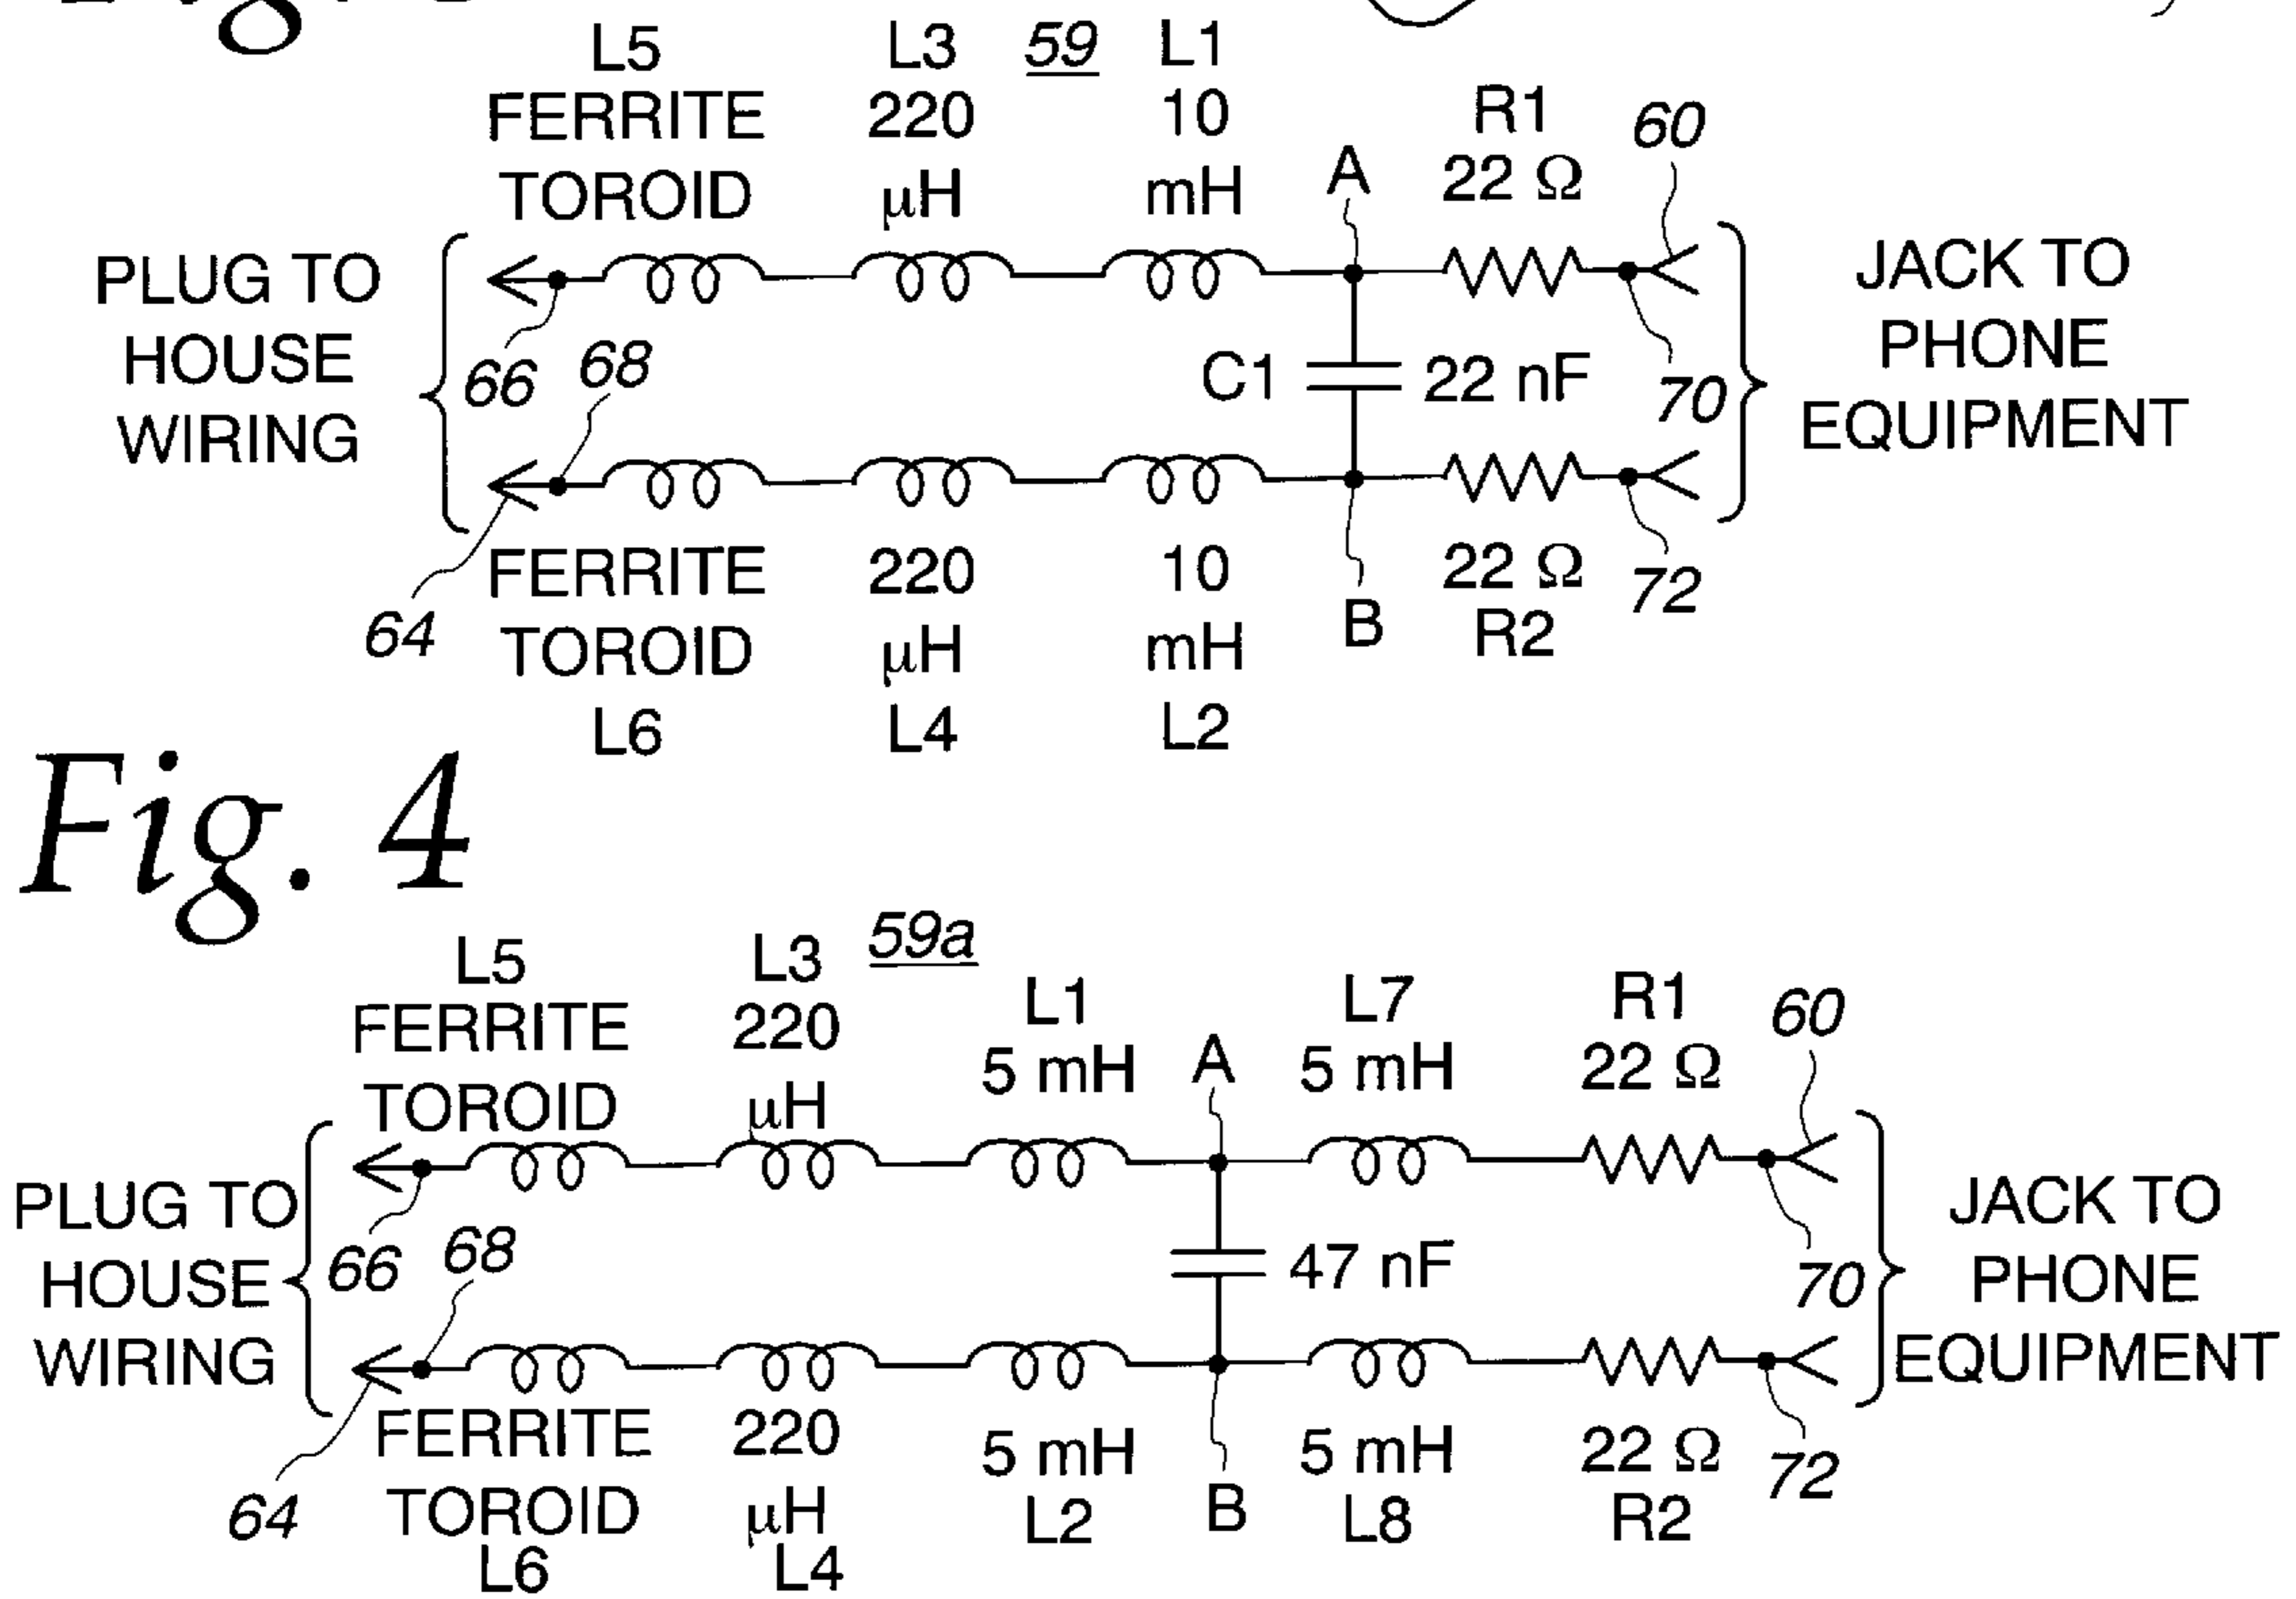 L5 L3 59 L1
FERRITE 220 10 R1 60
TOROID µH mH A 22 Ω
PLUG TO
HOUSE
WIRING
JACK TO
PHONE
EQUIPMENT
66 68 C1 22 nF 70
64 FERRITE 220 10 B 22 Ω 72
TOROID µH mH R2
L6 L4 L2
Fig. 4
L5 L3 59a L1 L7 R1 60
FERRITE 220 5 mH A 5 mH 22 Ω
TOROID µH
PLUG TO
HOUSE
WIRING
JACK TO
PHONE
EQUIPMENT
66 68 47 nF 70
64 FERRITE 220 5 mH B 5 mH 22 Ω 72
TOROID µH L2 L8 R2
L6 L4